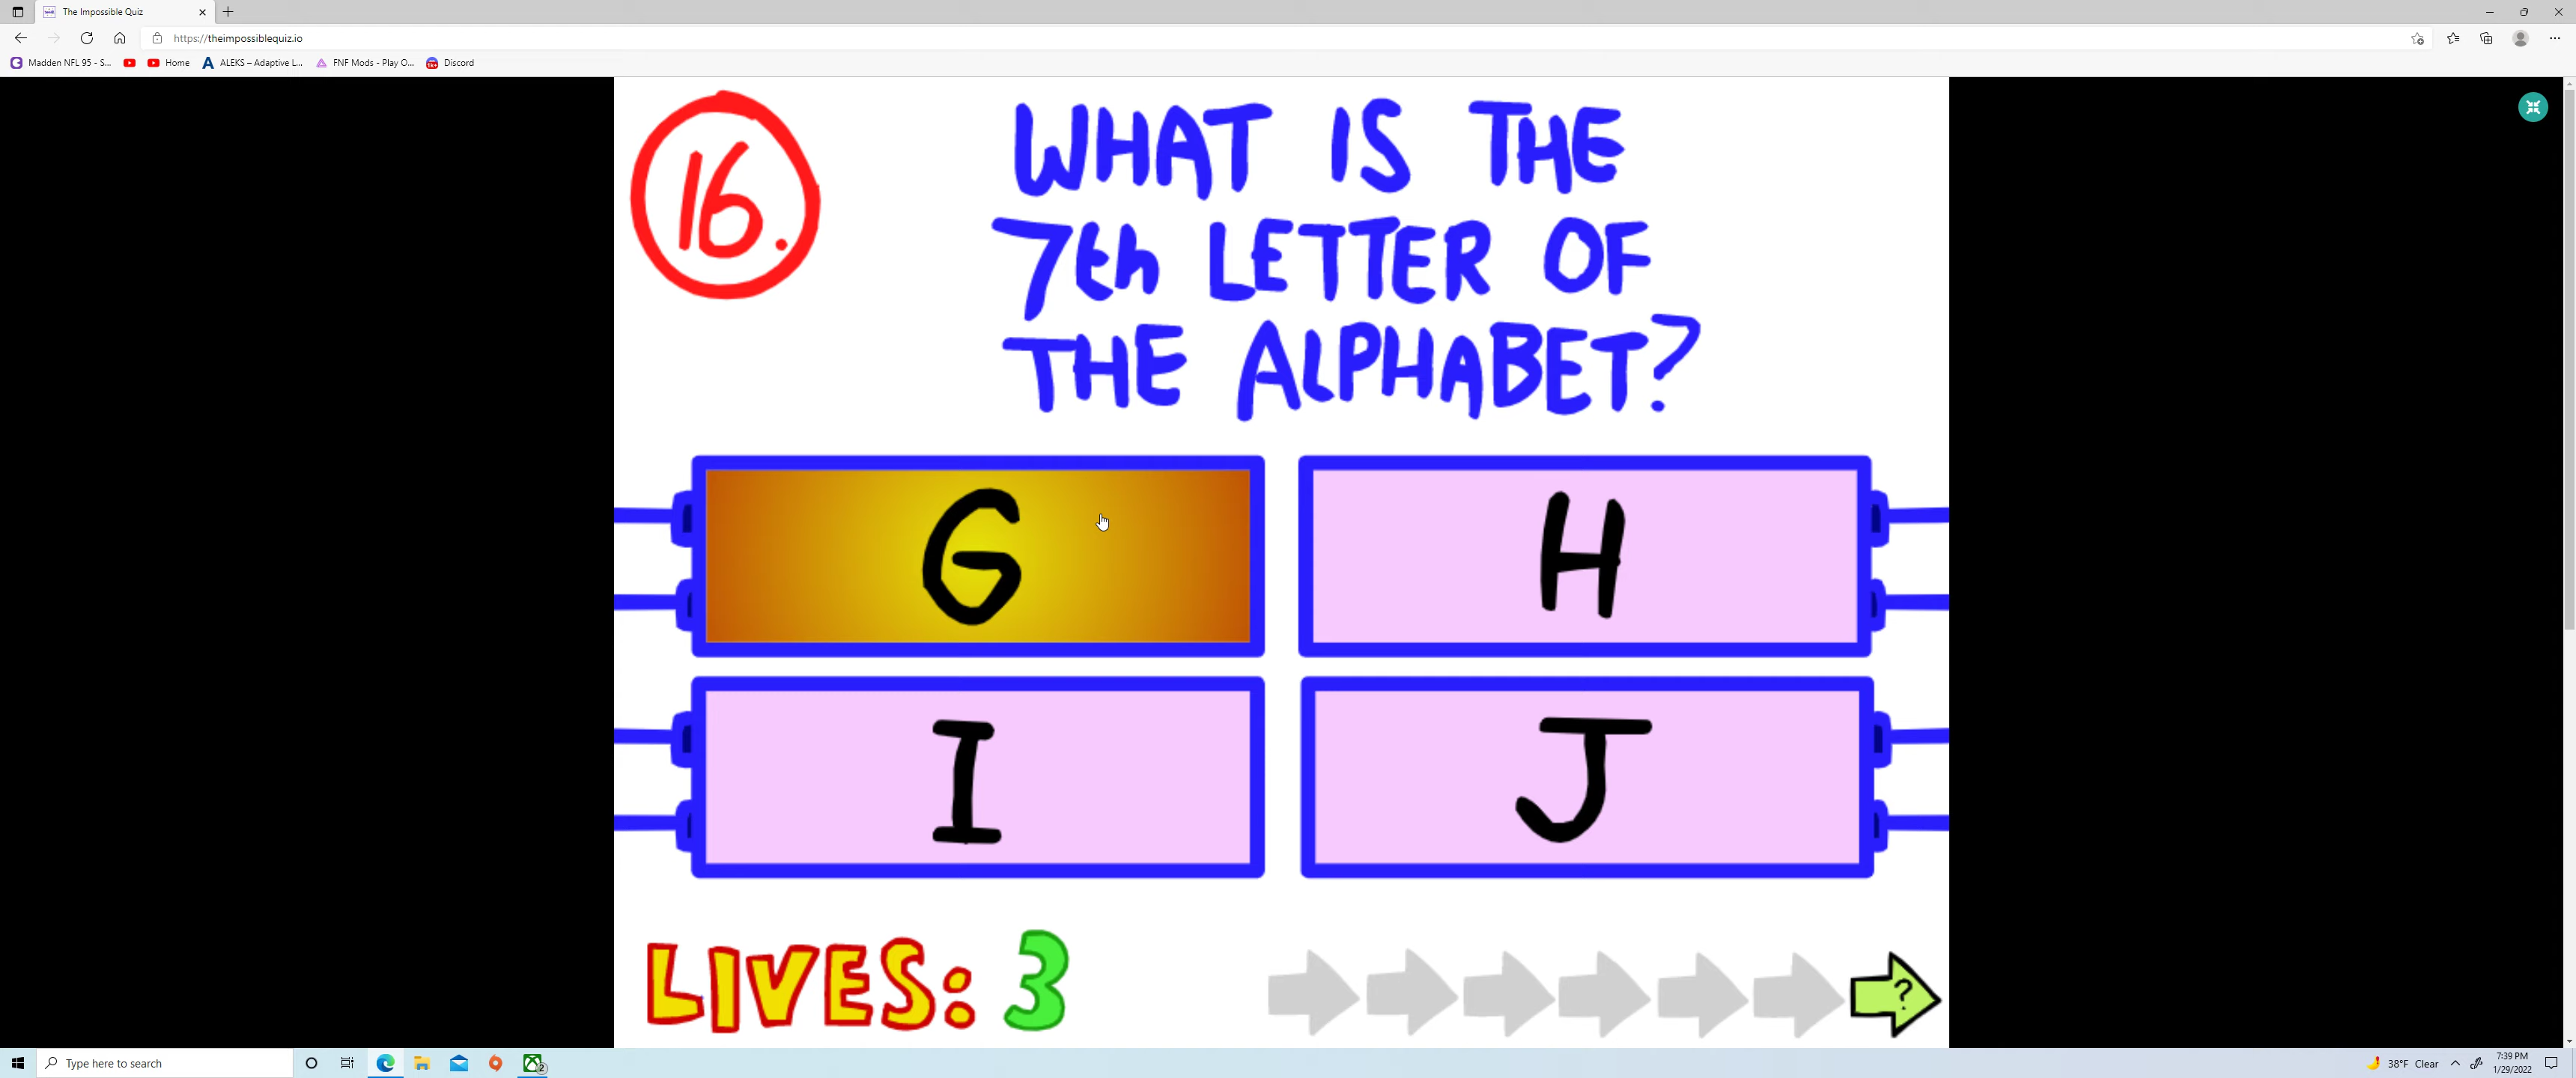 The Impossible Quiz
https://theimpossiblequiz.io
Madden NFL 95 - S... Home ALEKS – Adaptive L... FNF Mods - Play O... Discord
16.
WHAT IS THE
7th LETTER OF
THE ALPHABET?
G H
I J
LIVES: 3
?
Type here to search
2
38°F Clear
7:39 PM
1/29/2022